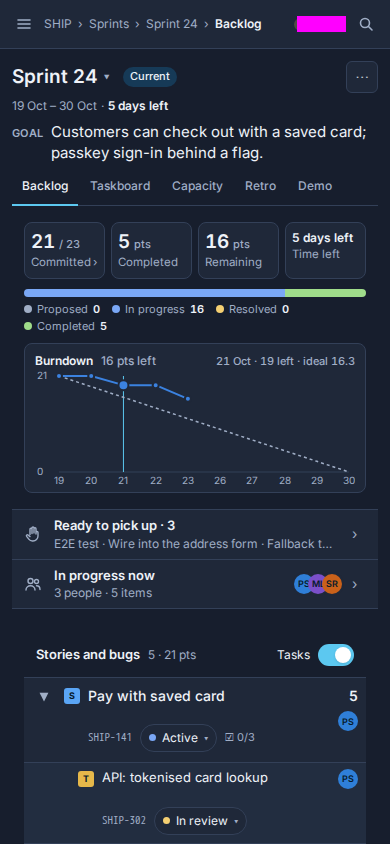 SHIP › Sprints › Sprint 24 › Backlog
Sprint 24 ▾ Current ...
19 Oct – 30 Oct · 5 days left
GOAL Customers can check out with a saved card;
passkey sign-in behind a flag.
Backlog Taskboard Capacity Retro Demo
21 / 23 5 pts 16 pts 5 days left
Committed › Completed Remaining Time left
Proposed 0 In progress 16 Resolved 0
Completed 5
Burndown 16 pts left 21 Oct · 19 left · ideal 16.3
21
0
19 20 21 22 23 26 27 28 29 30
Ready to pick up · 3
E2E test · Wire into the address form · Fallback t... ›
In progress now
3 people · 5 items PS ML SR ›
Stories and bugs 5 · 21 pts Tasks
▼ S Pay with saved card 5
PS
SHIP-141 Active ▾ ☑ 0/3
T API: tokenised card lookup PS
SHIP-302 In review ▾